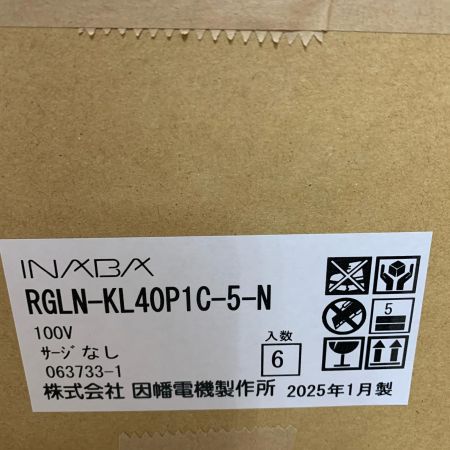 INABA
RGLN-KL40P1C-5-N
100V
サージなし
入数
6
063733-1
株式会社 因幡電機製作所 2025年1月製
5